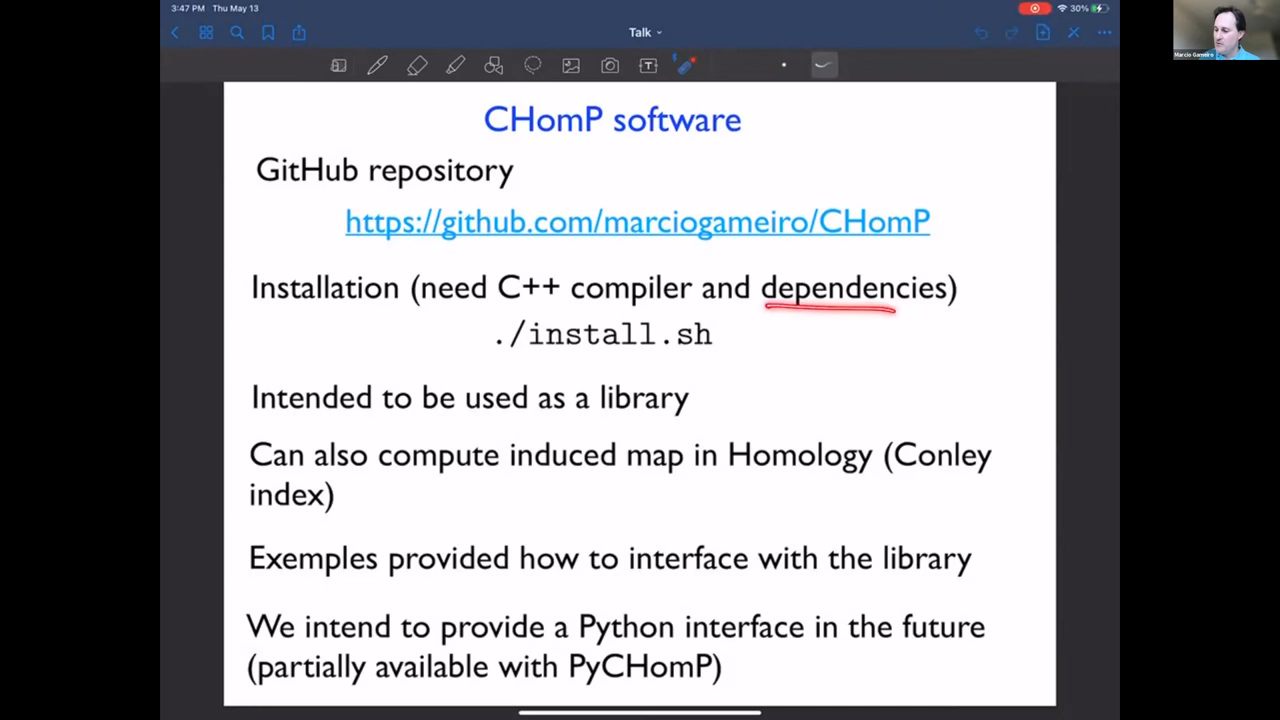 3:47 PM Thu May 13
30%
Talk
T
CHomP software
GitHub repository
https://github.com/marciogameiro/CHomP
Installation (need C++ compiler and dependencies)
./install.sh
Intended to be used as a library
Can also compute induced map in Homology (Conley
index)
Exemples provided how to interface with the library
We intend to provide a Python interface in the future
(partially available with PyCHomP)
Marcio Gameiro